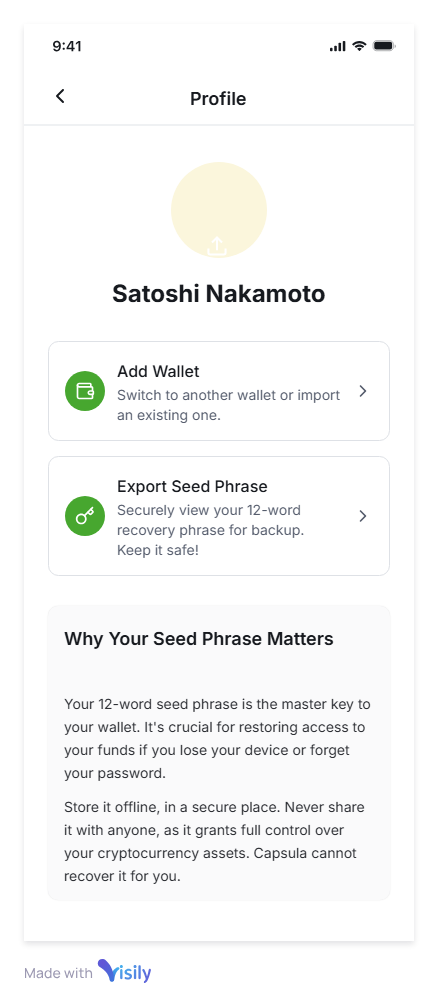 9:41
Profile
Satoshi Nakamoto
Add Wallet
Switch to another wallet or import
an existing one.
Export Seed Phrase
Securely view your 12-word
recovery phrase for backup.
Keep it safe!
Why Your Seed Phrase Matters
Your 12-word seed phrase is the master key to
your wallet. It's crucial for restoring access to
your funds if you lose your device or forget
your password.
Store it offline, in a secure place. Never share
it with anyone, as it grants full control over
your cryptocurrency assets. Capsula cannot
recover it for you.
Made with Visily